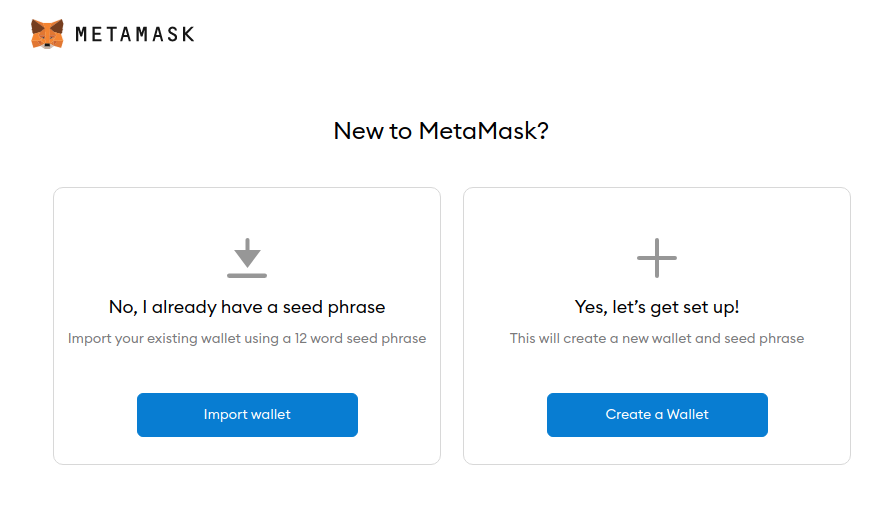 METAMASK
New to MetaMask?
No, I already have a seed phrase
Import your existing wallet using a 12 word seed phrase
Import wallet
Yes, let’s get set up!
This will create a new wallet and seed phrase
Create a Wallet